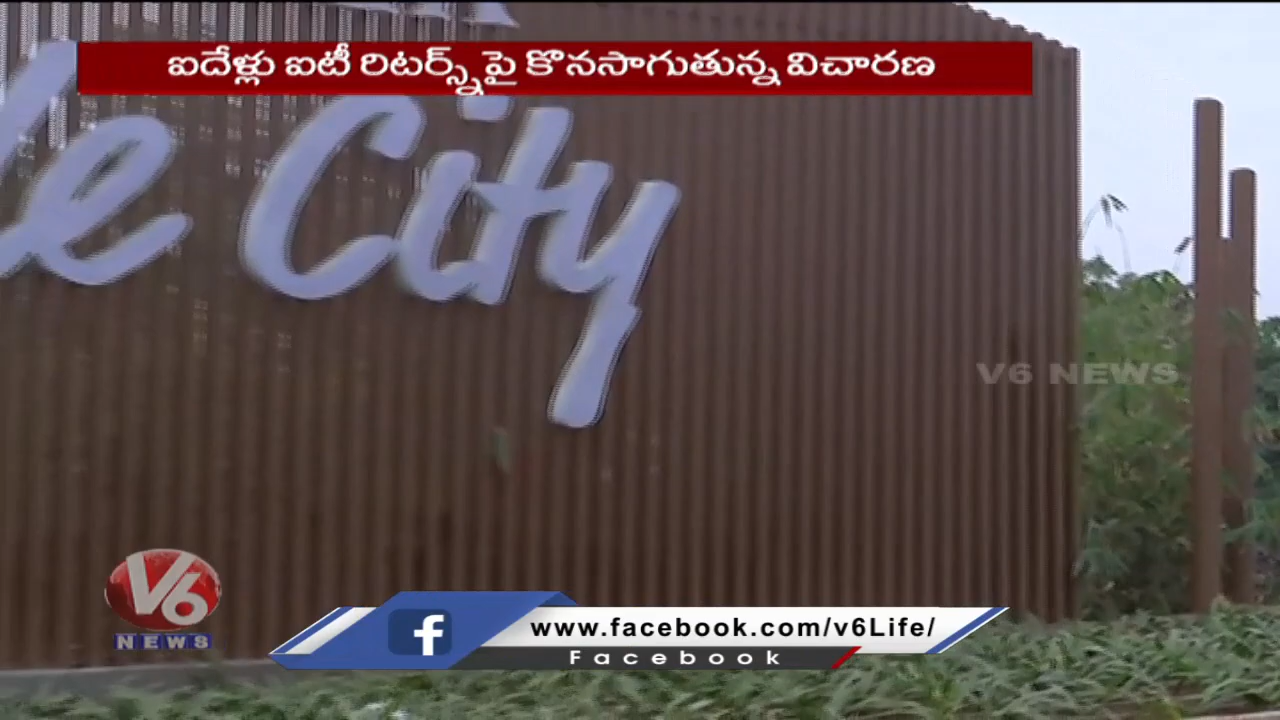 ఐదేళ్లు ఐటీ రిటర్న్స్‌పై కొనసాగుతున్న విచారణ
City
V6 NEWS
V6
NEWS
www.facebook.com/v6Life/
Facebook